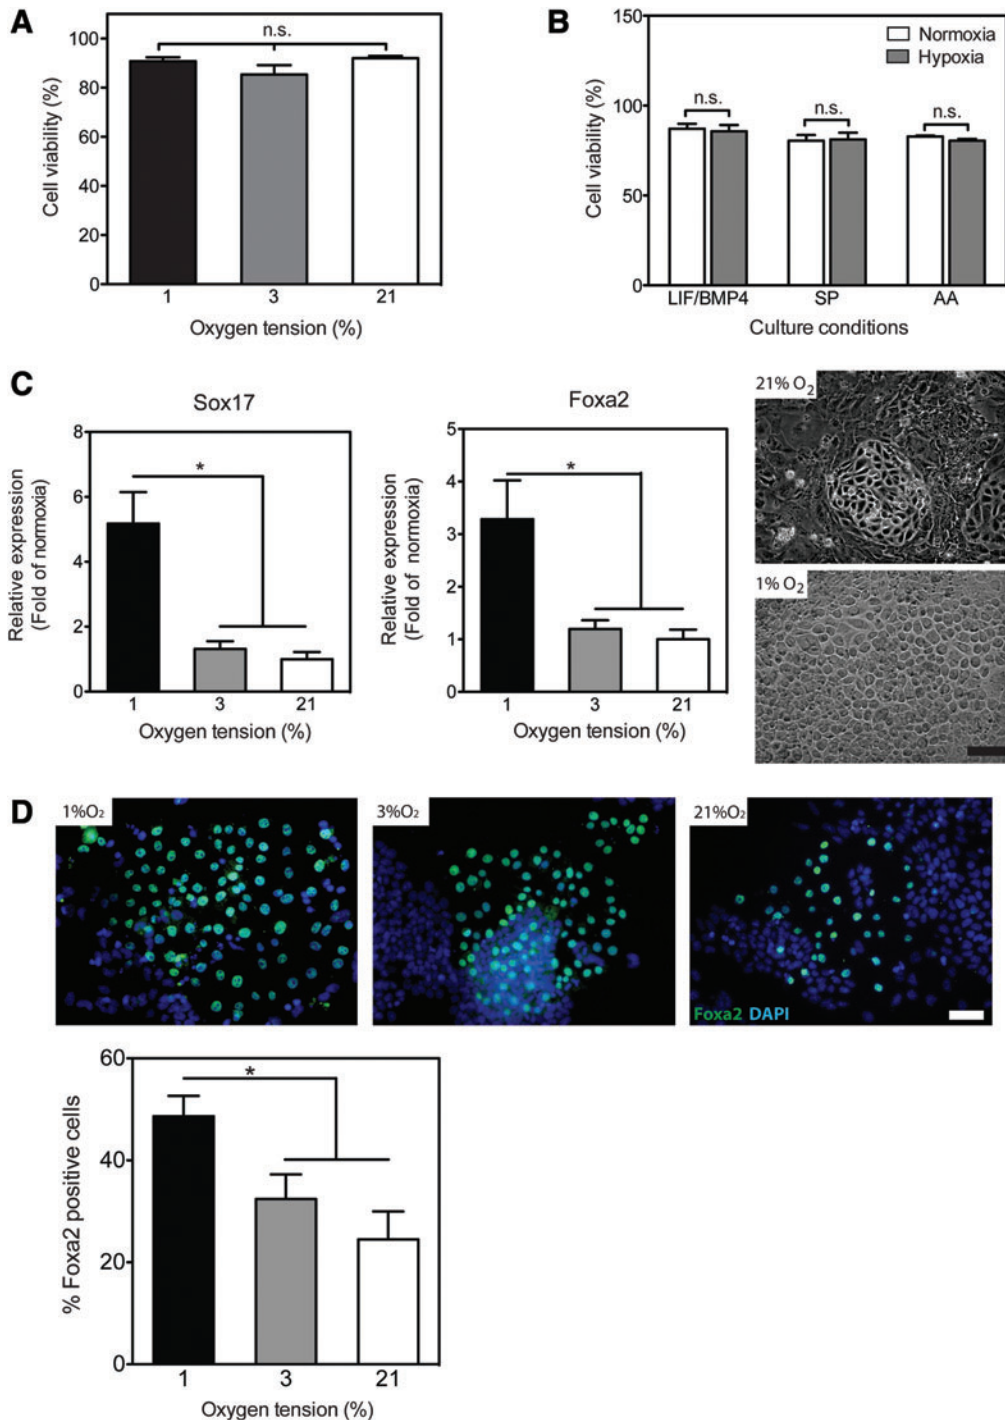 A
n.s.
Cell viability (%)
100
80
60
40
20
0
1 3 21
Oxygen tension (%)
B
Normoxia
Hypoxia
n.s. n.s. n.s.
Cell viability (%)
150
100
50
0
LIF/BMP4 SP AA
Culture conditions
C
Sox17
*
Relative expression
(Fold of normoxia)
8
6
4
2
0
1 3 21
Oxygen tension (%)
Foxa2
*
Relative expression
(Fold of normoxia)
5
4
3
2
1
0
1 3 21
Oxygen tension (%)
21% O2
1% O2
D
1%O2
3%O2
21%O2
Foxa2 DAPI
*
% Foxa2 positive cells
60
40
20
0
1 3 21
Oxygen tension (%)